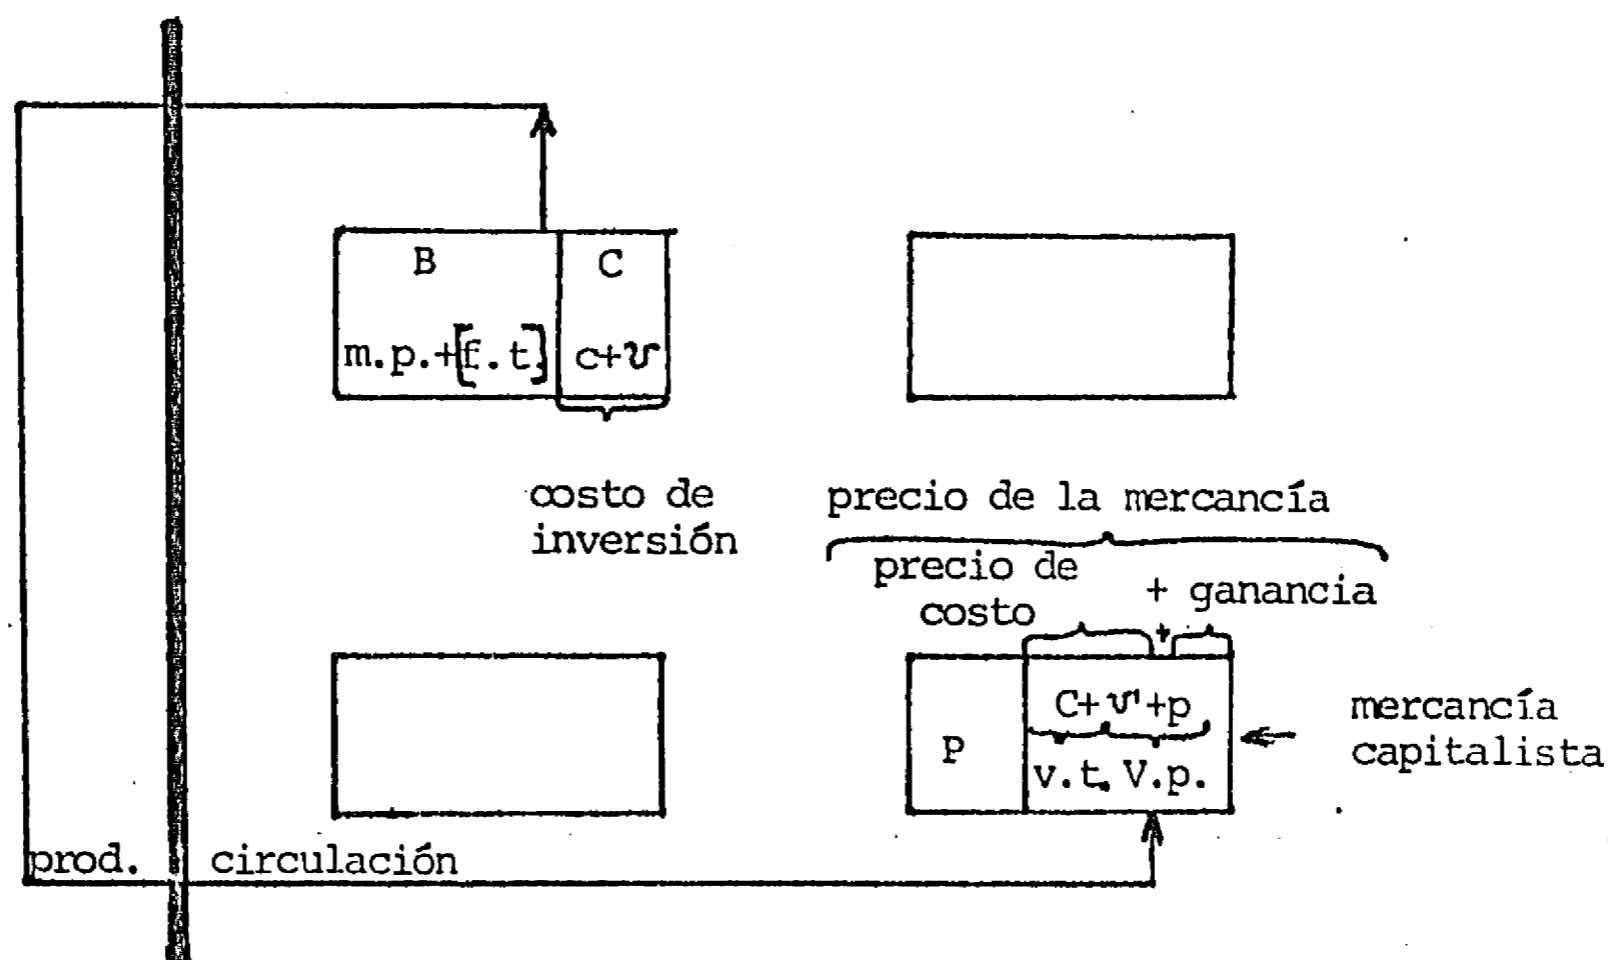 B C
m.p.+[f.t.] c+v
costo de
inversión
precio de la mercancía
precio de
costo
+ ganancia
+
C+v+p
P
v.t. V.p.
mercancía
capitalista
prod. circulación